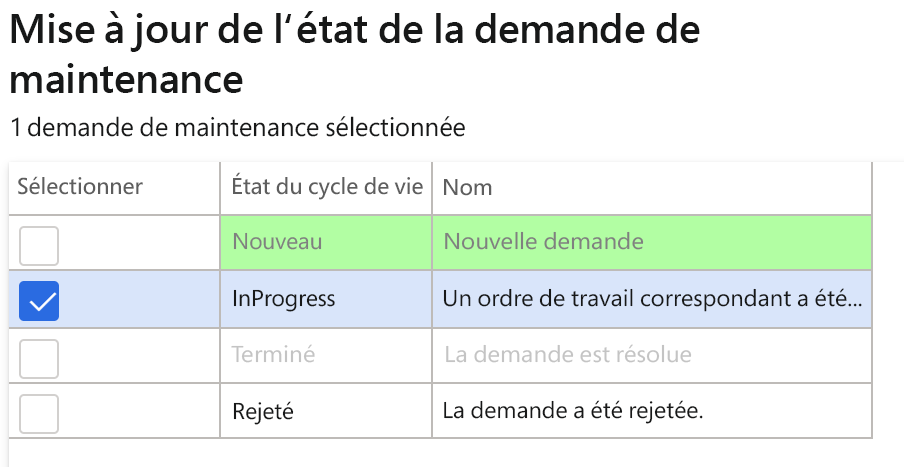 Mise à jour de l‘état de la demande de
maintenance
1 demande de maintenance sélectionnée
Sélectionner État du cycle de vie Nom
Nouveau Nouvelle demande
InProgress Un ordre de travail correspondant a été...
Terminé La demande est résolue
Rejeté La demande a été rejetée.